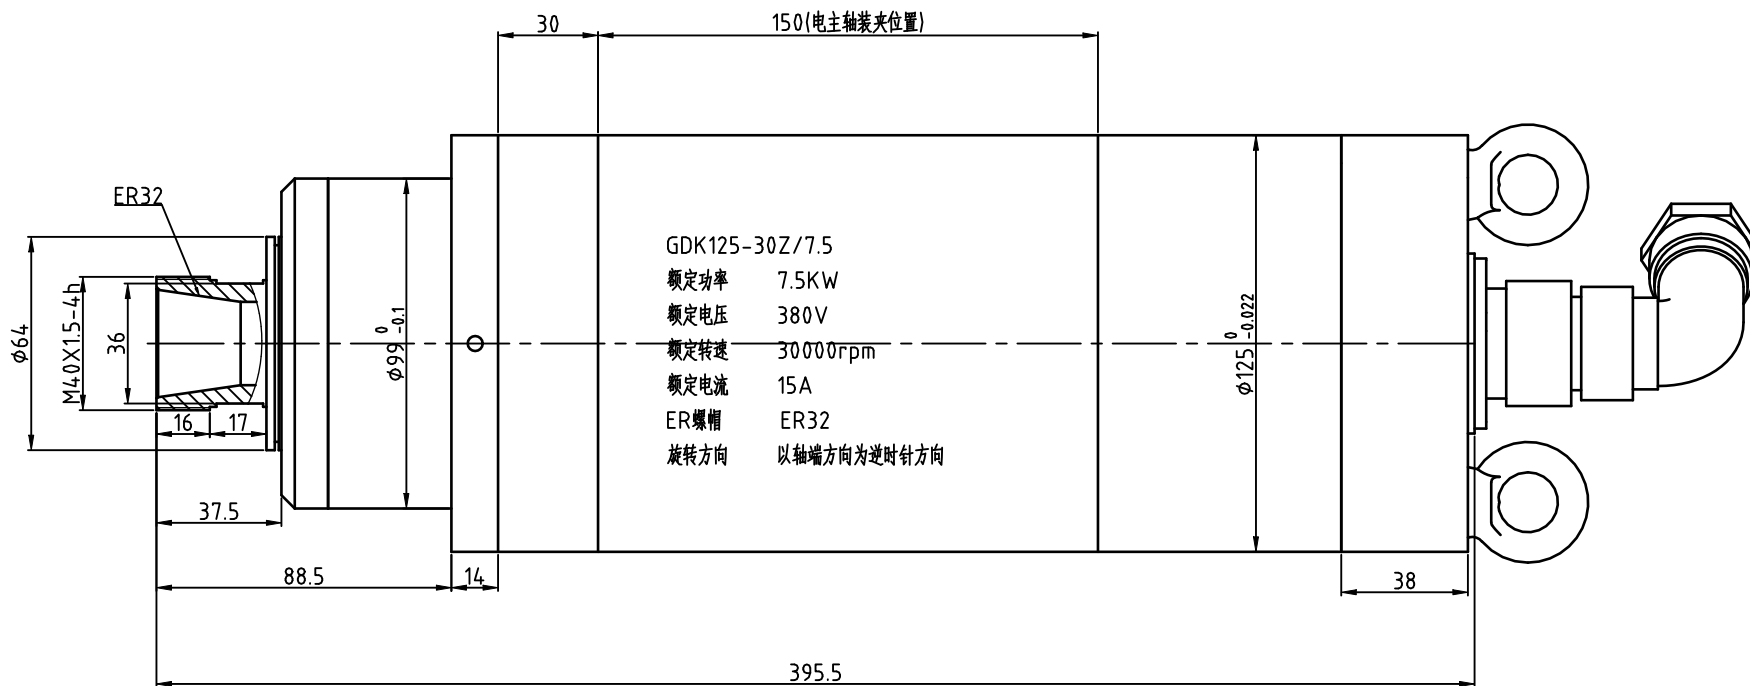 30
150(电主轴装夹位置)
ER32
GDK125-30Z/7.5
额定功率 7.5KW
额定电压 380V
额定转速 30000rpm
额定电流 15A
ER螺帽 ER32
旋转方向 以轴端方向为逆时针方向
φ64
M40X1.5-4h
36
φ99 0 -0.1
φ125 0 -0.022
16
17
37.5
88.5
14
38
395.5